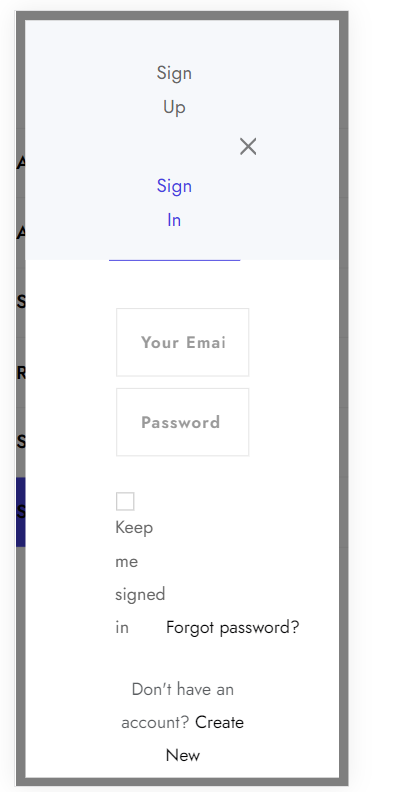 Sign
Up
Sign
In
Your Emai
Password
Keep
me
signed
in
Forgot password?
Don't have an
account? Create
New
A
A
S
R
S
S